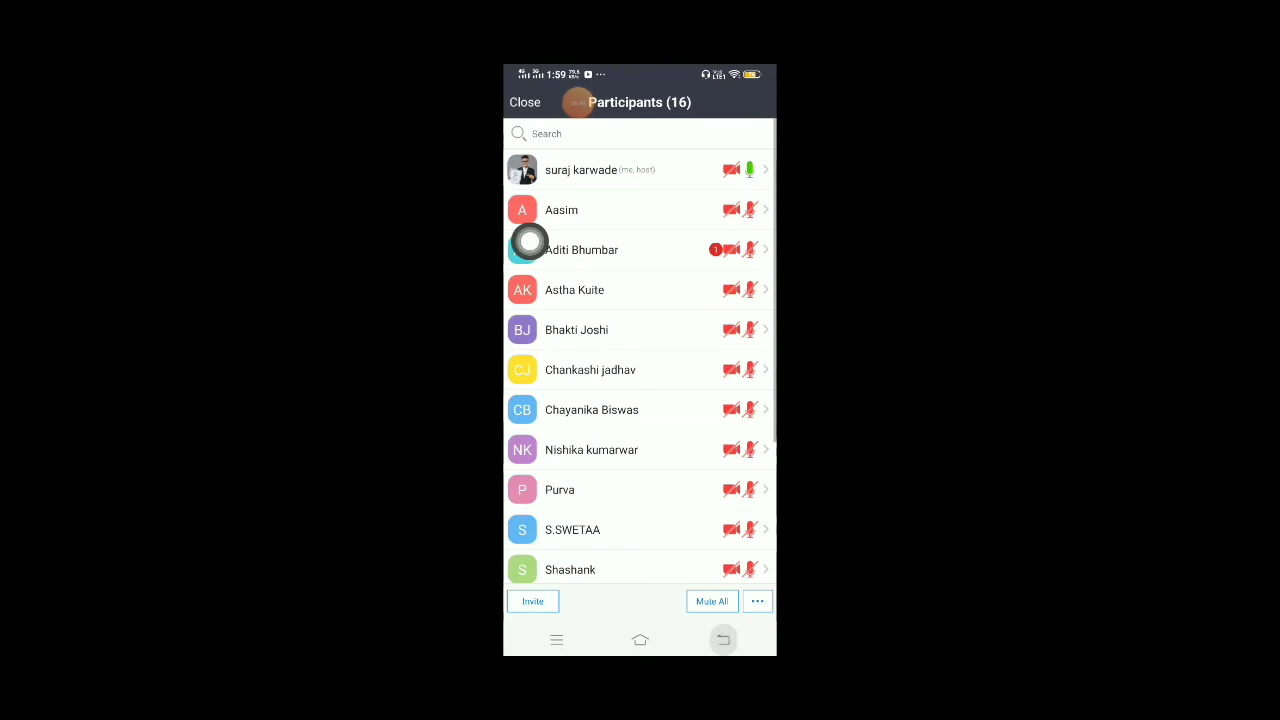 1:59
Close Participants (16)
Search
suraj karwade (me, host)
A Aasim
Aditi Bhumbar 1
AK Astha Kuite
BJ Bhakti Joshi
CJ Chankashi jadhav
CB Chayanika Biswas
NK Nishika kumarwar
P Purva
S S.SWETAA
S Shashank
Invite Mute All